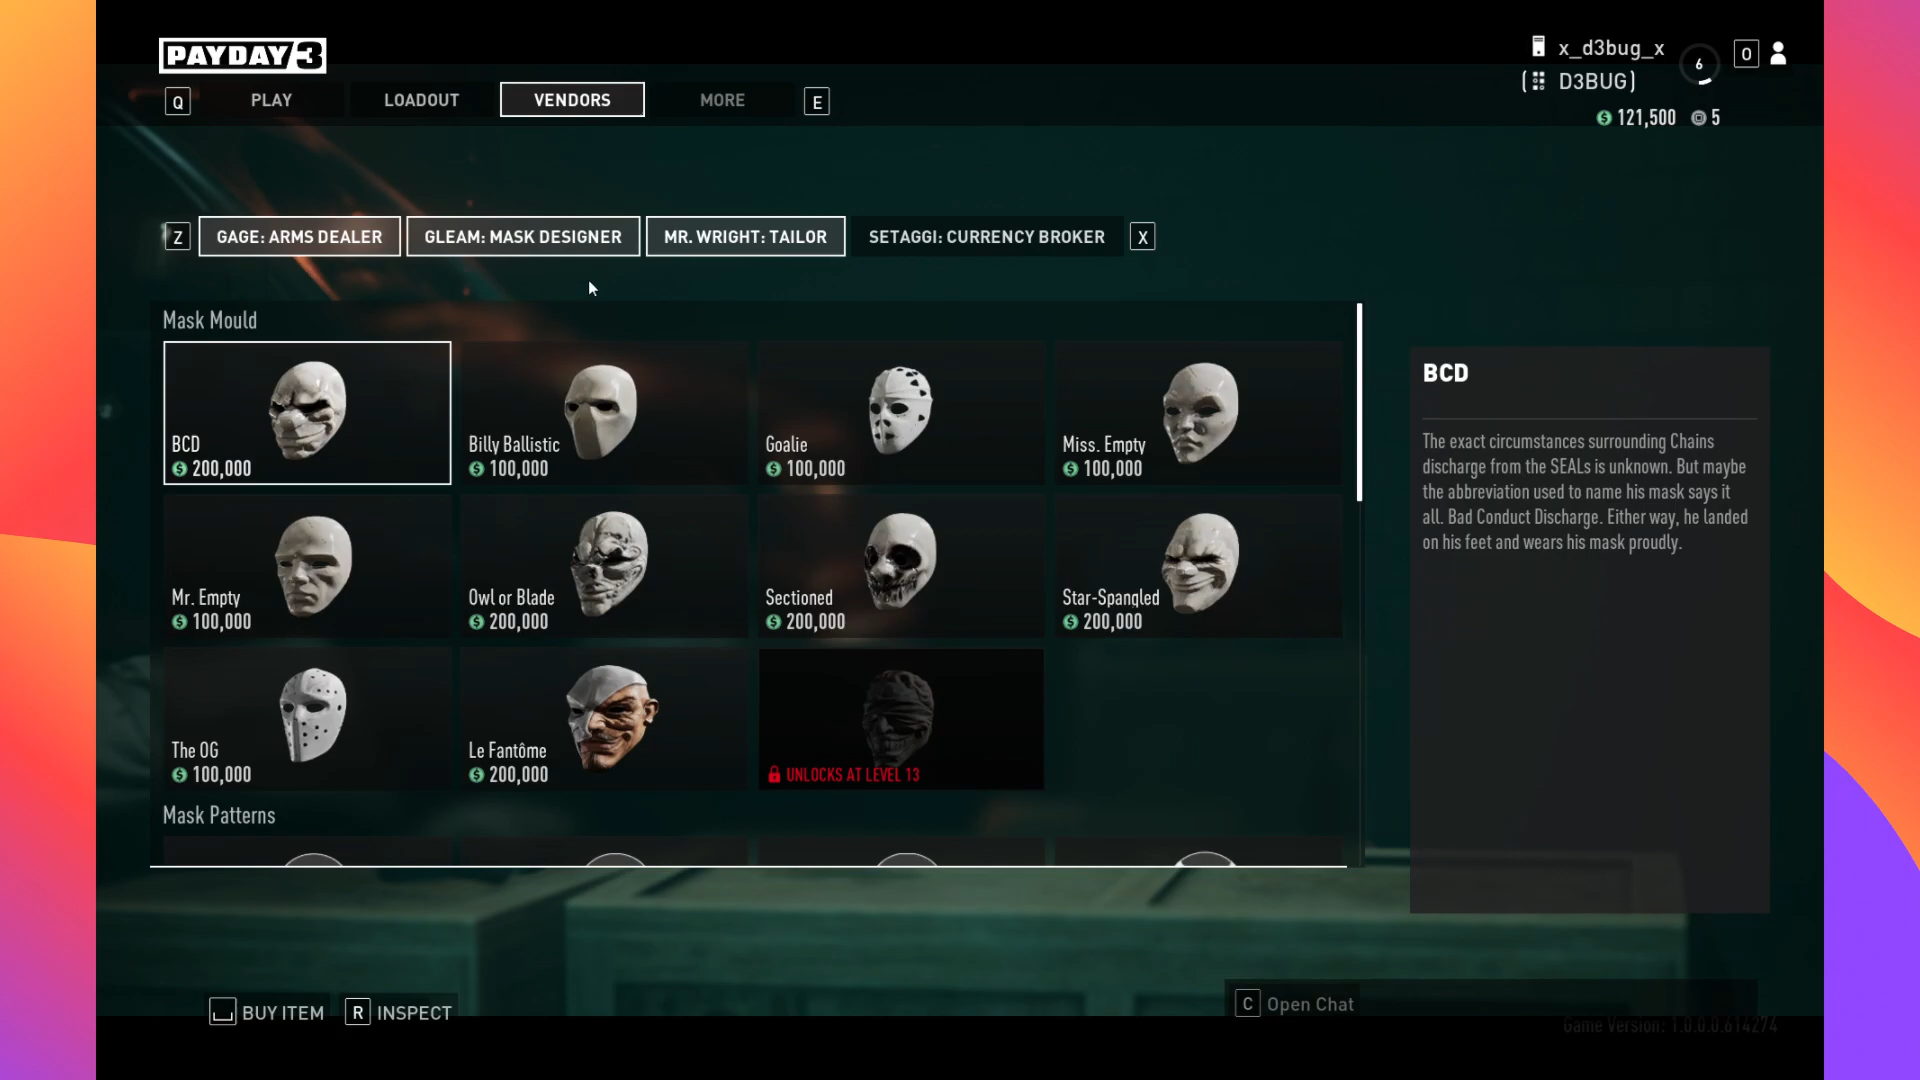 PAYDAY 3
x_d3bug_x
(D3BUG)
6
O
121,500 5
Q PLAY LOADOUT VENDORS MORE E
Z GAGE: ARMS DEALER GLEAM: MASK DESIGNER MR. WRIGHT: TAILOR SETAGGI: CURRENCY BROKER X
Mask Mould
BCD
$ 200,000
Billy Ballistic
$ 100,000
Goalie
$ 100,000
Miss. Empty
$ 100,000
Mr. Empty
$ 100,000
Owl or Blade
$ 200,000
Sectioned
$ 200,000
Star-Spangled
$ 200,000
The OG
$ 100,000
Le Fantôme
$ 200,000
UNLOCKS AT LEVEL 13
Mask Patterns
BCD
The exact circumstances surrounding Chains
discharge from the SEALs is unknown. But maybe
the abbreviation used to name his mask says it
all. Bad Conduct Discharge. Either way, he landed
on his feet and wears his mask proudly.
BUY ITEM R INSPECT
C Open Chat
Game Version: 1.0.0.0.614274